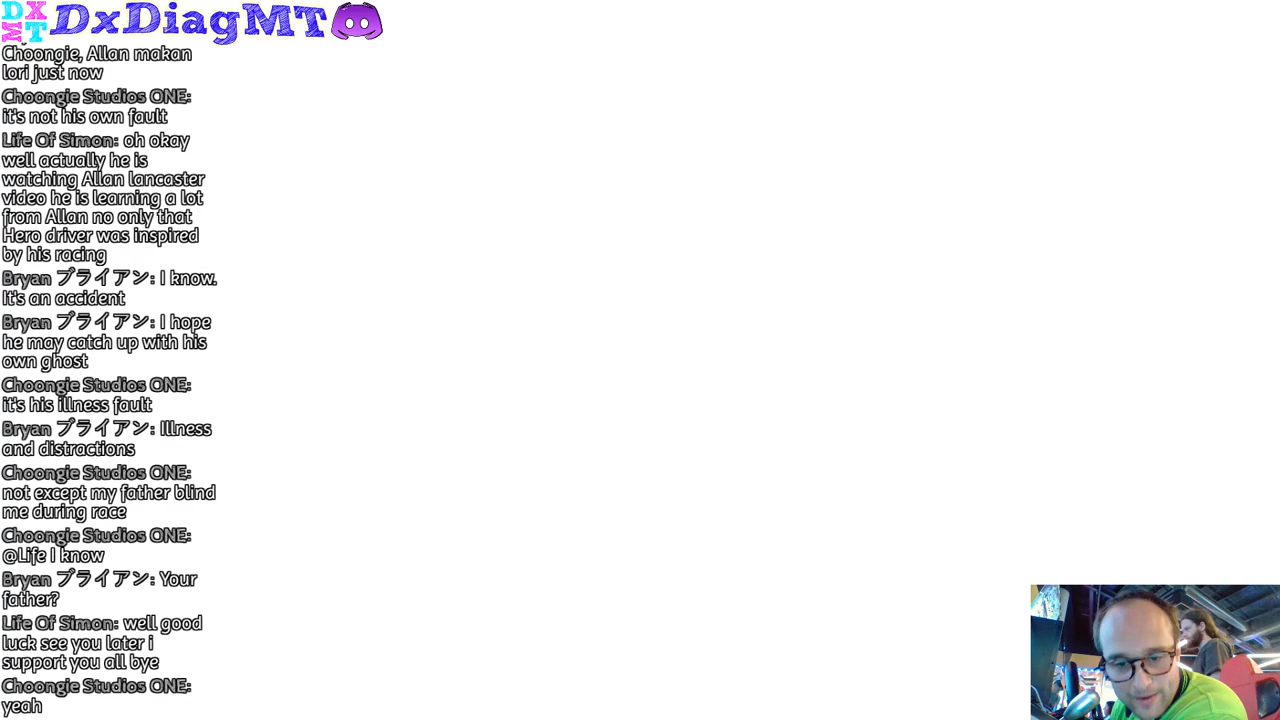 DXMT DxDiagMT
Choongie, Allan makan
lori just now
Choongie Studios ONE:
it's not his own fault
Life Of Simon: oh okay
well actually he is
watching Allan lancaster
video he is learning a lot
from Allan no only that
Hero driver was inspired
by his racing
Bryan ブライアン: I know.
It's an accident
Bryan ブライアン: I hope
he may catch up with his
own ghost
Choongie Studios ONE:
it's his illness fault
Bryan ブライアン: Illness
and distractions
Choongie Studios ONE:
not except my father blind
me during race
Choongie Studios ONE:
@Life I know
Bryan ブライアン: Your
father?
Life Of Simon: well good
luck see you later i
support you all bye
Choongie Studios ONE:
yeah